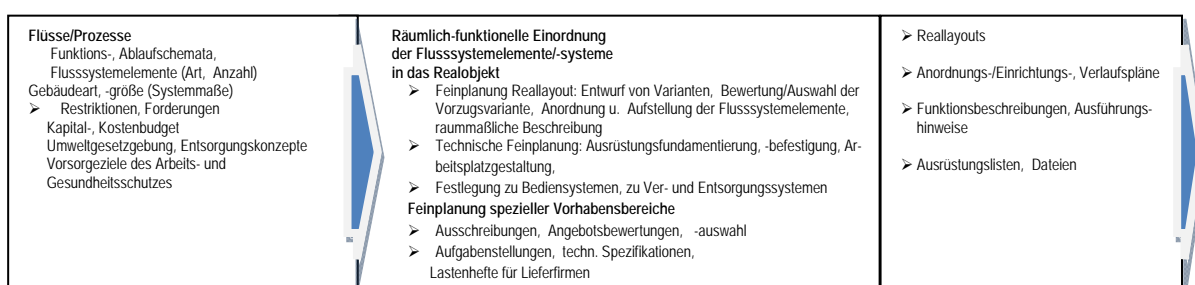 Flüsse/Prozesse
Funktions-, Ablaufschemata,
Flusssystemelemente (Art, Anzahl)
Gebäudeart, -größe (Systemmaße)
➢ Restriktionen, Forderungen
Kapital-, Kostenbudget
Umweltgesetzgebung, Entsorgungskonzepte
Vorsorgeziele des Arbeits- und
Gesundheitsschutzes
Räumlich-funktionelle Einordnung
der Flusssystemelemente/-systeme
in das Realobjekt
➢ Feinplanung Reallayout: Entwurf von Varianten, Bewertung/Auswahl der
Vorzugsvariante, Anordnung u. Aufstellung der Flusssystemelemente,
raummaßliche Beschreibung
➢ Technische Feinplanung: Ausrüstungsfundamentierung, -befestigung, Ar-
beitsplatzgestaltung,
➢ Festlegung zu Bediensystemen, zu Ver- und Entsorgungssystemen
Feinplanung spezieller Vorhabensbereiche
➢ Ausschreibungen, Angebotsbewertungen, -auswahl
➢ Aufgabenstellungen, techn. Spezifikationen,
Lastenhefte für Lieferfirmen
➢ Reallayouts
➢ Anordnungs-/Einrichtungs-, Verlaufspläne
➢ Funktionsbeschreibungen, Ausführungs-
hinweise
➢ Ausrüstungslisten, Dateien